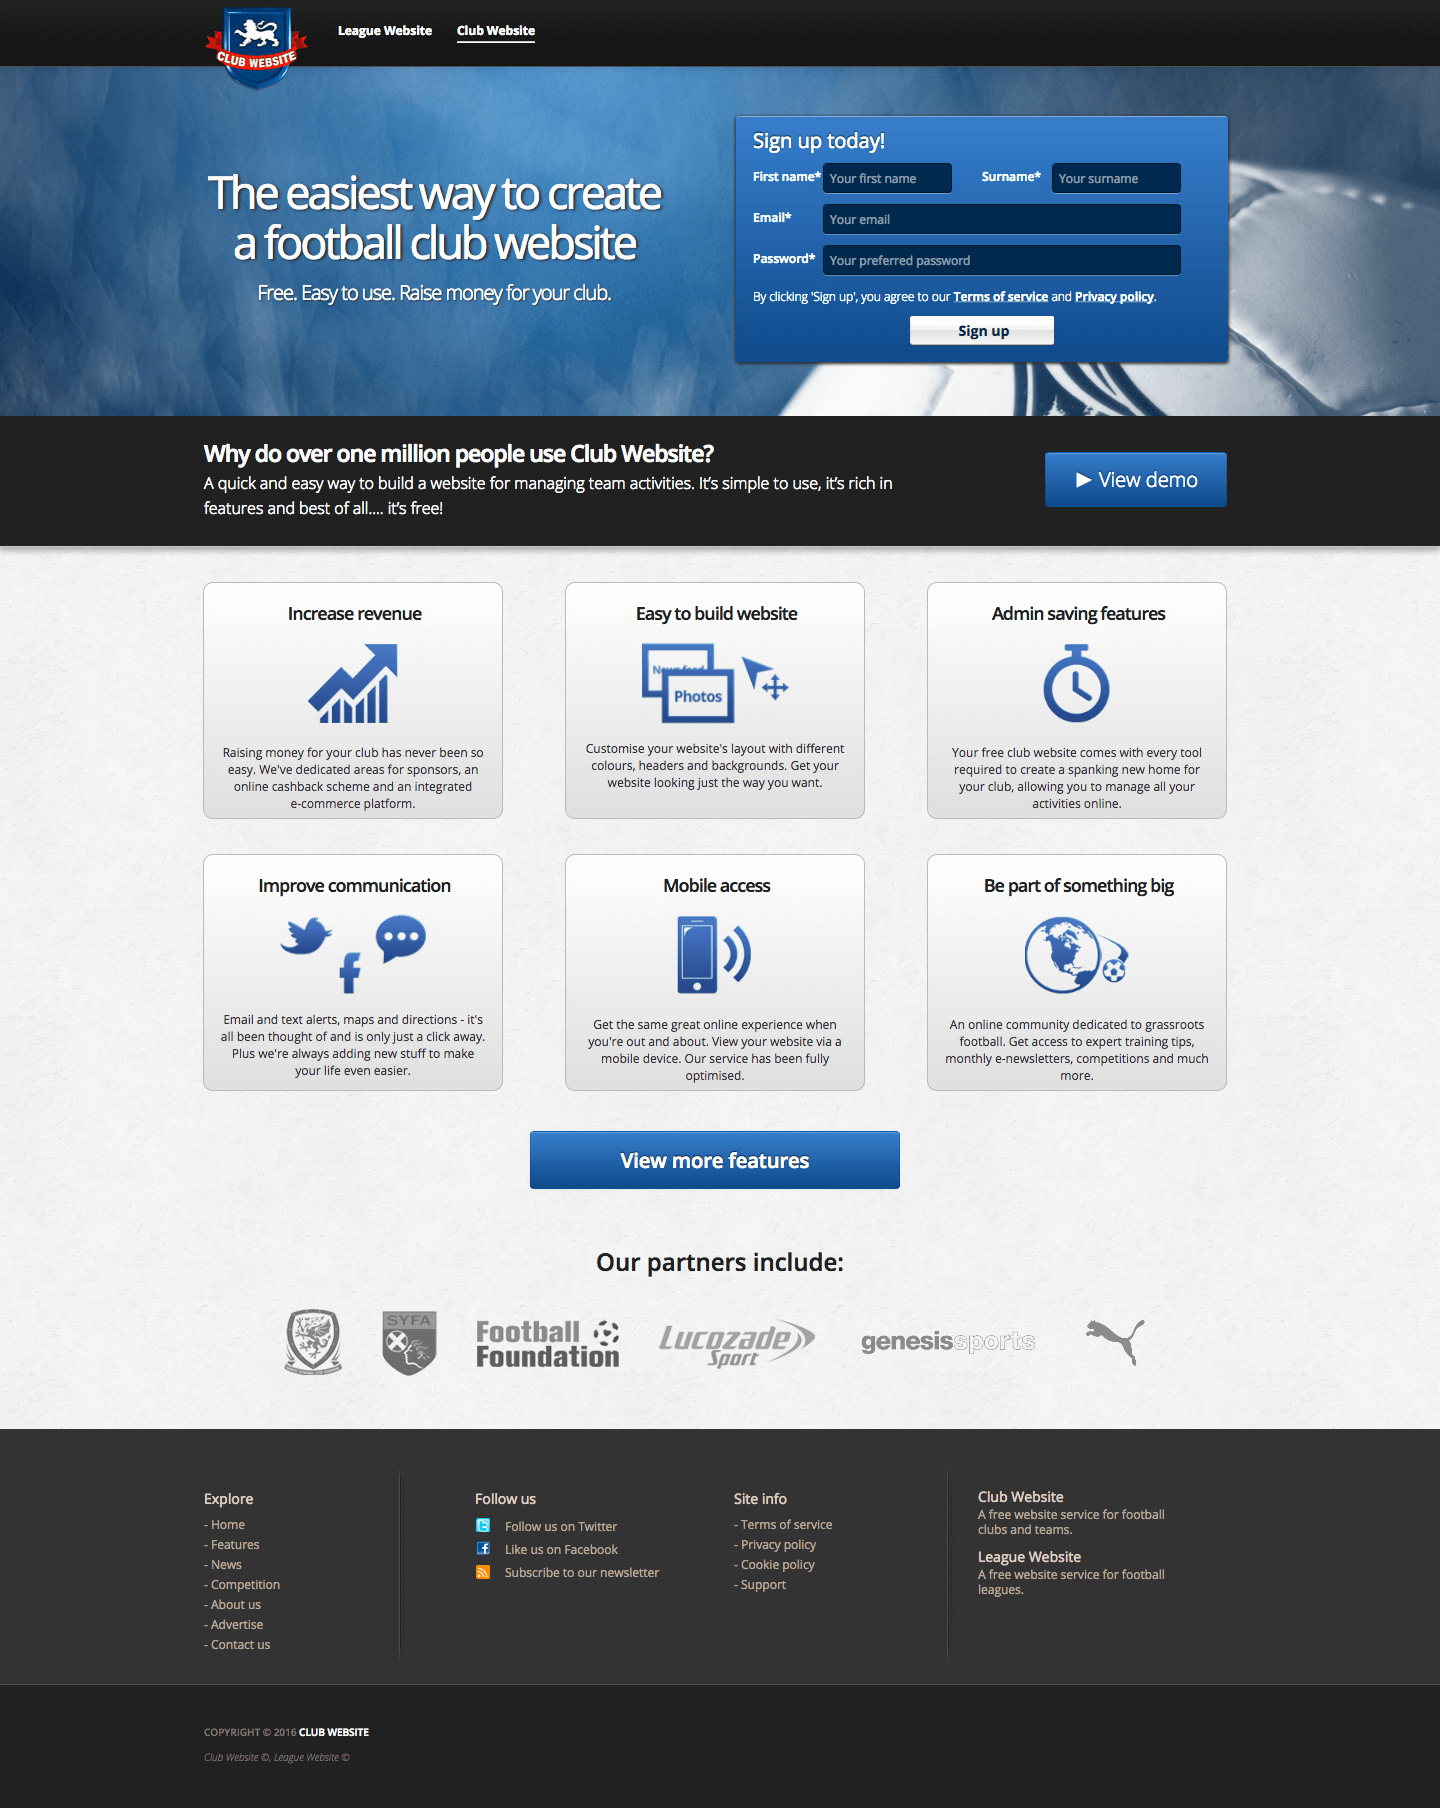 CLUB WEBSITE
League Website
Club Website
The easiest way to create
a football club website
Free. Easy to use. Raise money for your club.
Sign up today!
First name* Your first name Surname* Your surname
Email* Your email
Password* Your preferred password
By clicking 'Sign up', you agree to our Terms of service and Privacy policy.
Sign up
Why do over one million people use Club Website?
A quick and easy way to build a website for managing team activities. It's simple to use, it's rich in
features and best of all.... it's free!
► View demo
Increase revenue
Raising money for your club has never been so
easy. We've dedicated areas for sponsors, an
online cashback scheme and an integrated
e-commerce platform.
Easy to build website
Photos
Customise your website's layout with different
colours, headers and backgrounds. Get your
website looking just the way you want.
Admin saving features
Your free club website comes with every tool
required to create a spanking new home for
your club, allowing you to manage all your
activities online.
Improve communication
Email and text alerts, maps and directions - it's
all been thought of and is only just a click away.
Plus we're always adding new stuff to make
your life even easier.
Mobile access
Get the same great online experience when
you're out and about. View your website via a
mobile device. Our service has been fully
optimised.
Be part of something big
An online community dedicated to grassroots
football. Get access to expert training tips,
monthly e-newsletters, competitions and much
more.
View more features
Our partners include:
SYFA
Football
Foundation
Lucozade
Sport
genesissports
Explore
- Home
- Features
- News
- Competition
- About us
- Advertise
- Contact us
Follow us
Follow us on Twitter
Like us on Facebook
Subscribe to our newsletter
Site info
- Terms of service
- Privacy policy
- Cookie policy
- Support
Club Website
A free website service for football
clubs and teams.
League Website
A free website service for football
leagues.
COPYRIGHT © 2016 CLUB WEBSITE
Club Website ©, League Website ©